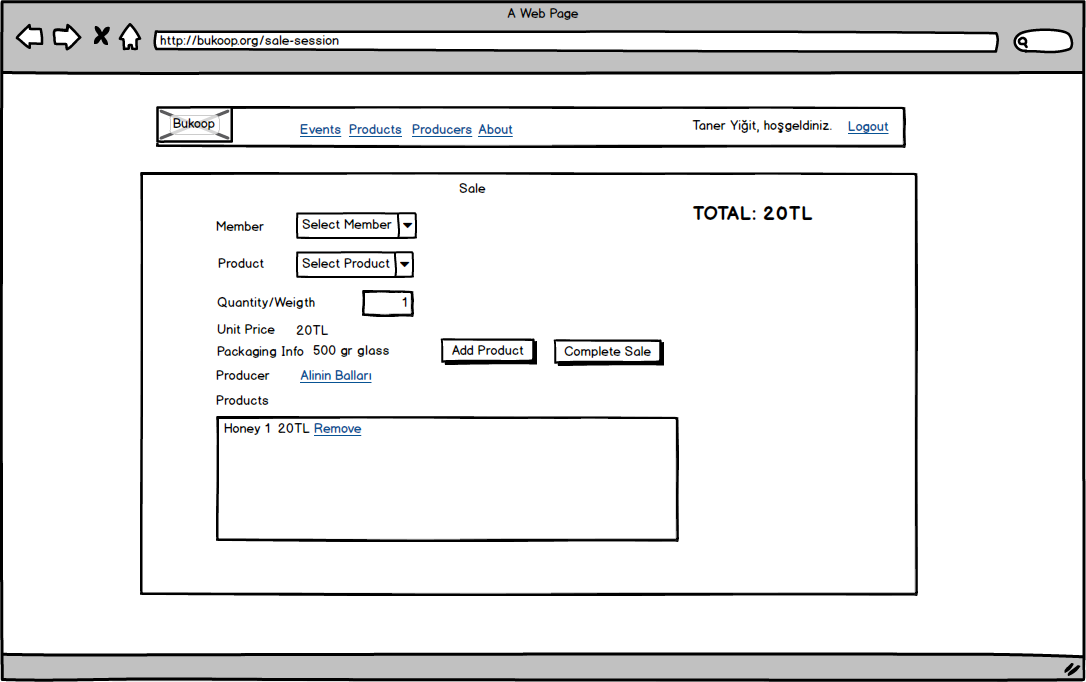 A Web Page
http://bukoop.org/sale-session
Bukoop
Events Products Producers About
Taner Yiğit, hoşgeldiniz. Logout
Sale
TOTAL: 20TL
Member Select Member
Product Select Product
Quantity/Weigth 1
Unit Price 20TL
Packaging Info 500 gr glass
Add Product Complete Sale
Producer Alinin Balları
Products
Honey 1 20TL Remove